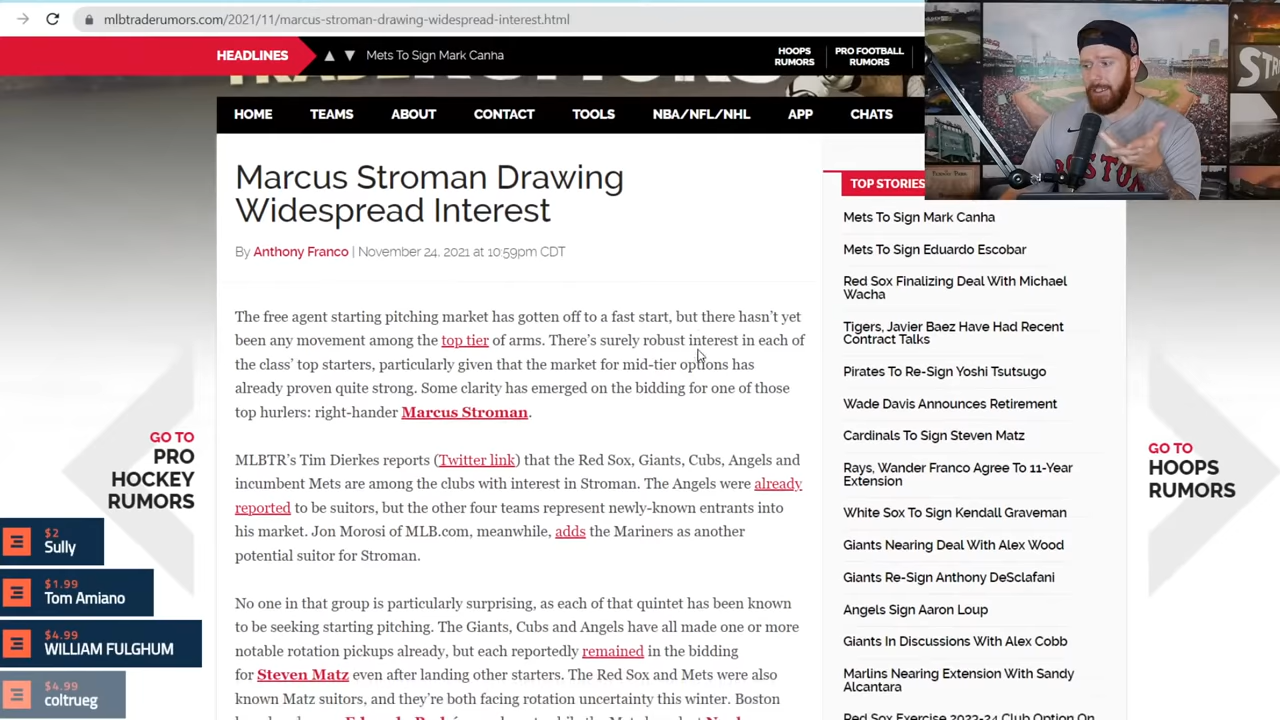 mlbtraderumors.com/2021/11/marcus-stroman-drawing-widespread-interest.html
HEADLINES
Mets To Sign Mark Canha
HOOPS
RUMORS
PRO FOOTBALL
RUMORS
HOME
TEAMS
ABOUT
CONTACT
TOOLS
NBA/NFL/NHL
APP
CHATS
Marcus Stroman Drawing
Widespread Interest
By Anthony Franco | November 24, 2021 at 10:59pm CDT
The free agent starting pitching market has gotten off to a fast start, but there hasn't yet
been any movement among the top tier of arms. There's surely robust interest in each of
the class' top starters, particularly given that the market for mid-tier options has
already proven quite strong. Some clarity has emerged on the bidding for one of those
top hurlers: right-hander Marcus Stroman.
MLBTR's Tim Dierkes reports (Twitter link) that the Red Sox, Giants, Cubs, Angels and
incumbent Mets are among the clubs with interest in Stroman. The Angels were already
reported to be suitors, but the other four teams represent newly-known entrants into
his market. Jon Morosi of MLB.com, meanwhile, adds the Mariners as another
potential suitor for Stroman.
No one in that group is particularly surprising, as each of that quintet has been known
to be seeking starting pitching. The Giants, Cubs and Angels have all made one or more
notable rotation pickups already, but each reportedly remained in the bidding
for Steven Matz even after landing other starters. The Red Sox and Mets were also
known Matz suitors, and they're both facing rotation uncertainty this winter. Boston
TOP STORIES
Mets To Sign Mark Canha
Mets To Sign Eduardo Escobar
Red Sox Finalizing Deal With Michael
Wacha
Tigers, Javier Baez Have Had Recent
Contract Talks
Pirates To Re-Sign Yoshi Tsutsugo
Wade Davis Announces Retirement
Cardinals To Sign Steven Matz
Rays, Wander Franco Agree To 11-Year
Extension
White Sox To Sign Kendall Graveman
Giants Nearing Deal With Alex Wood
Giants Re-Sign Anthony DeSclafani
Angels Sign Aaron Loup
Giants In Discussions With Alex Cobb
Marlins Nearing Extension With Sandy
Alcantara
Red Sox Exercise 2023-24 Club Option On
GO TO
PRO
HOCKEY
RUMORS
GO TO
HOOPS
RUMORS
$2
Sully
$1.99
Tom Amiano
$4.99
WILLIAM FULGHUM
$4.99
coltrueg
BOSTON